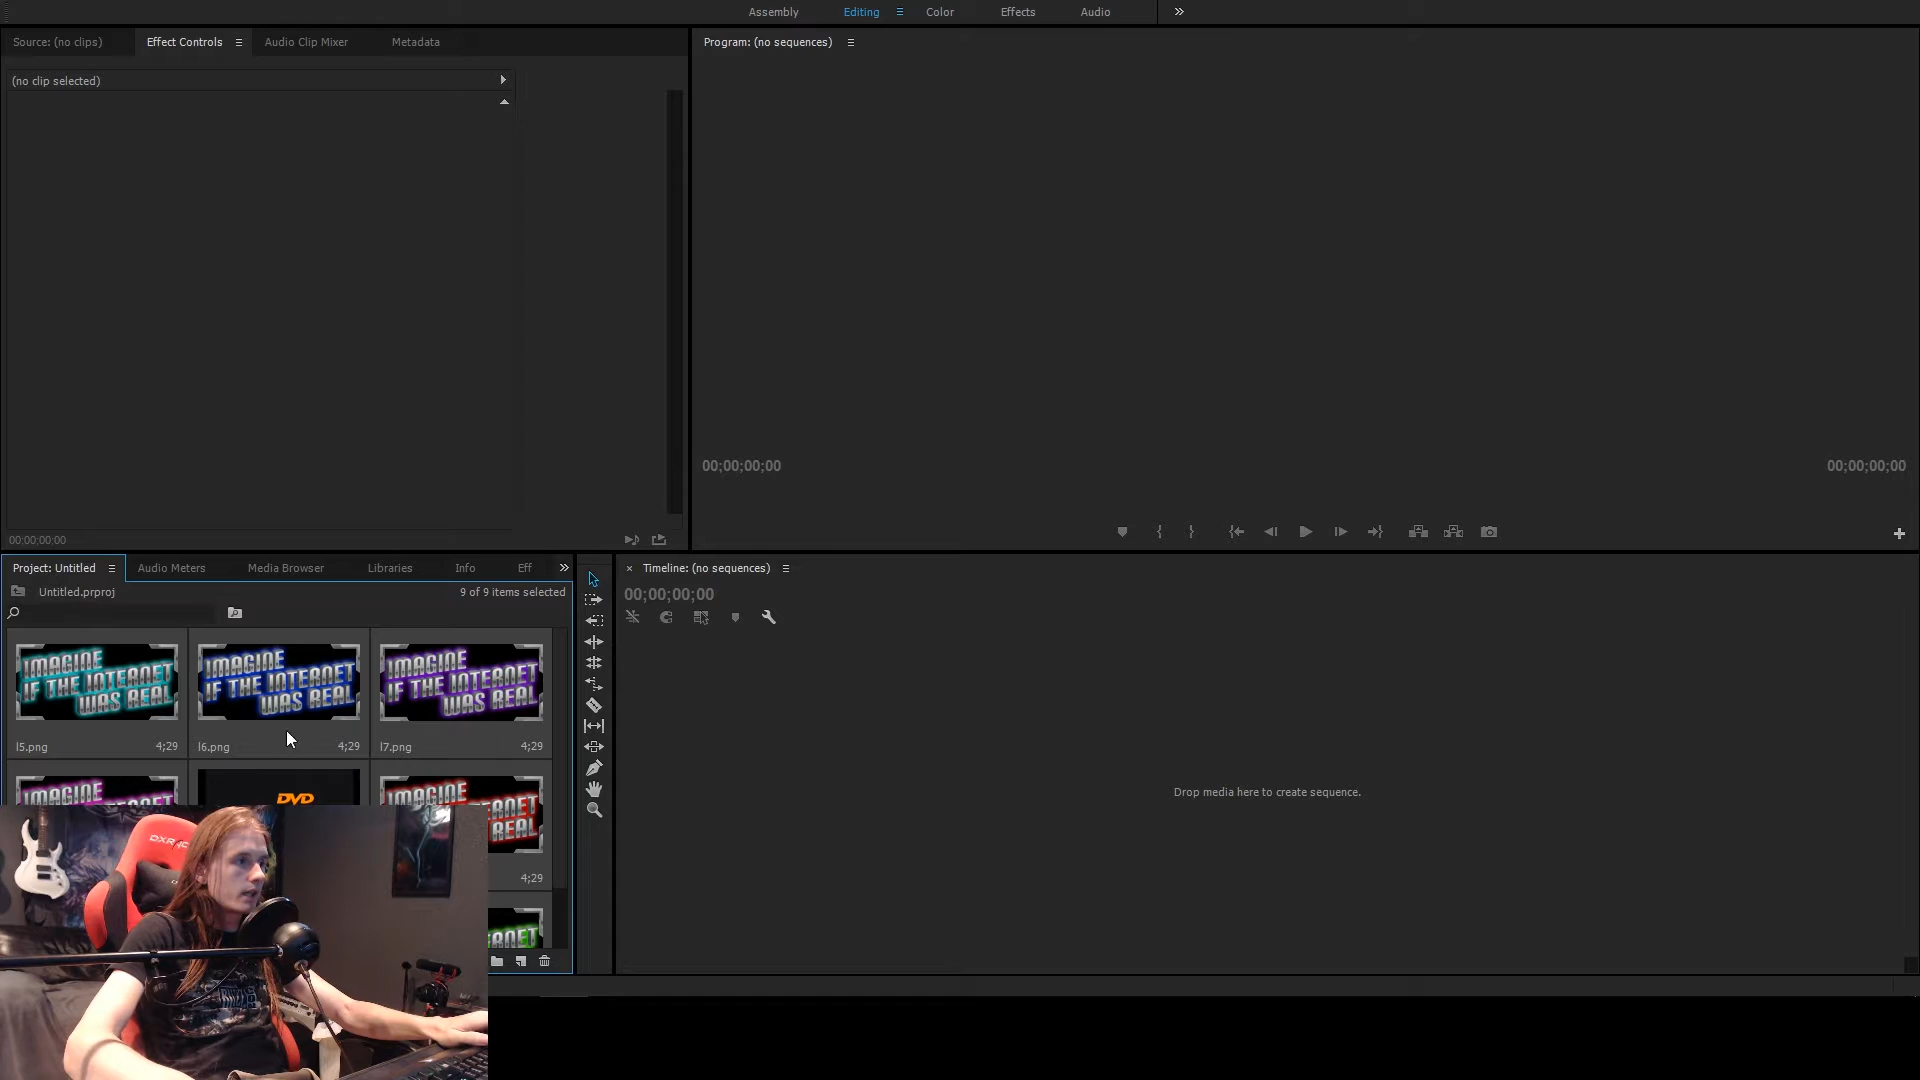 Assembly
Editing
Color
Effects
Audio
Source: (no clips)
Effect Controls
Audio Clip Mixer
Metadata
Program: (no sequences)
(no clip selected)
00;00;00;00
00;00;00;00
00;00;00;00
Project: Untitled
Audio Meters
Media Browser
Libraries
Info
Eff
Timeline: (no sequences)
Untitled.prproj
9 of 9 items selected
00;00;00;00
IMAGINE
IF THE INTERNET
WAS REAL
IMAGINE
IF THE INTERNET
WAS REAL
IMAGINE
IF THE INTERNET
WAS REAL
l5.png
4;29
l6.png
4;29
l7.png
4;29
DVD
Drop media here to create sequence.
4;29
DXRAC